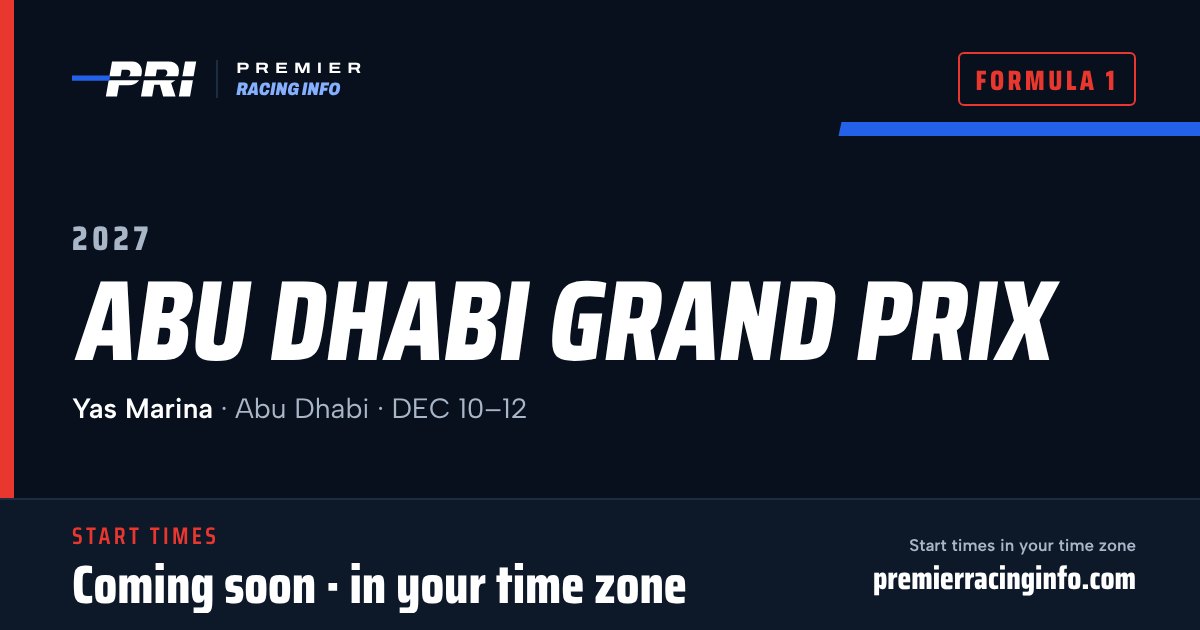 PRI
PREMIER
RACING INFO
FORMULA 1
2027
ABU DHABI GRAND PRIX
Yas Marina · Abu Dhabi · DEC 10–12
START TIMES
Coming soon · in your time zone
Start times in your time zone
premierracinginfo.com